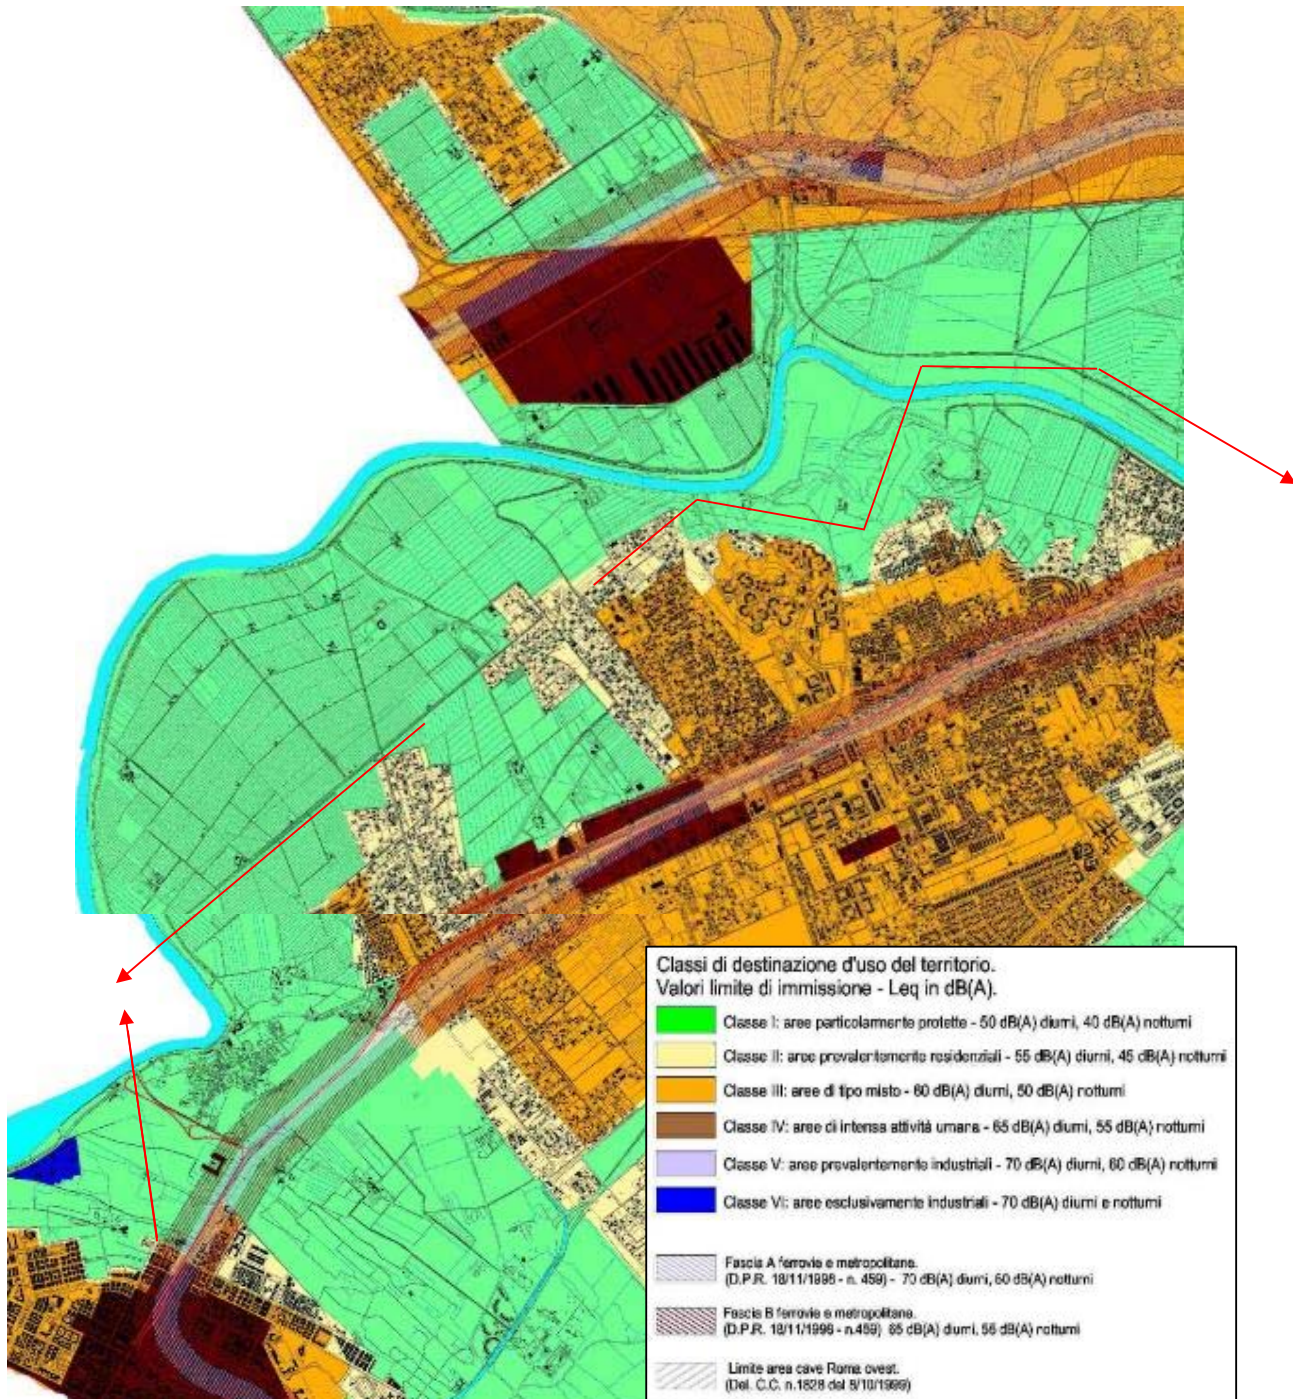 Classi di destinazione d'uso del territorio.
Valori limite di immissione - Leq in dB(A).
Classe I: aree particolarmente protette - 50 dB(A) diurni, 40 dB(A) notturni
Classe II: aree prevalentemente residenziali - 55 dB(A) diurni, 45 dB(A) notturni
Classe III: aree di tipo misto - 60 dB(A) diurni, 50 dB(A) notturni
Classe IV: aree di intensa attività umana - 65 dB(A) diurni, 55 dB(A) notturni
Classe V: aree prevalentemente industriali - 70 dB(A) diurni, 60 dB(A) notturni
Classe VI: aree esclusivamente industriali - 70 dB(A) diurni e notturni
Fascia A ferrovie e metropolitane.
(D.P.R. 18/11/1998 - n. 459) - 70 dB(A) diurni, 60 dB(A) notturni
Fascia B ferrovie e metropolitane.
(D.P.R. 18/11/1998 - n.459) 65 dB(A) diurni, 55 dB(A) notturni
Limite area cave Roma ovest.
(Del. C.C. n.1828 del 8/10/1999)